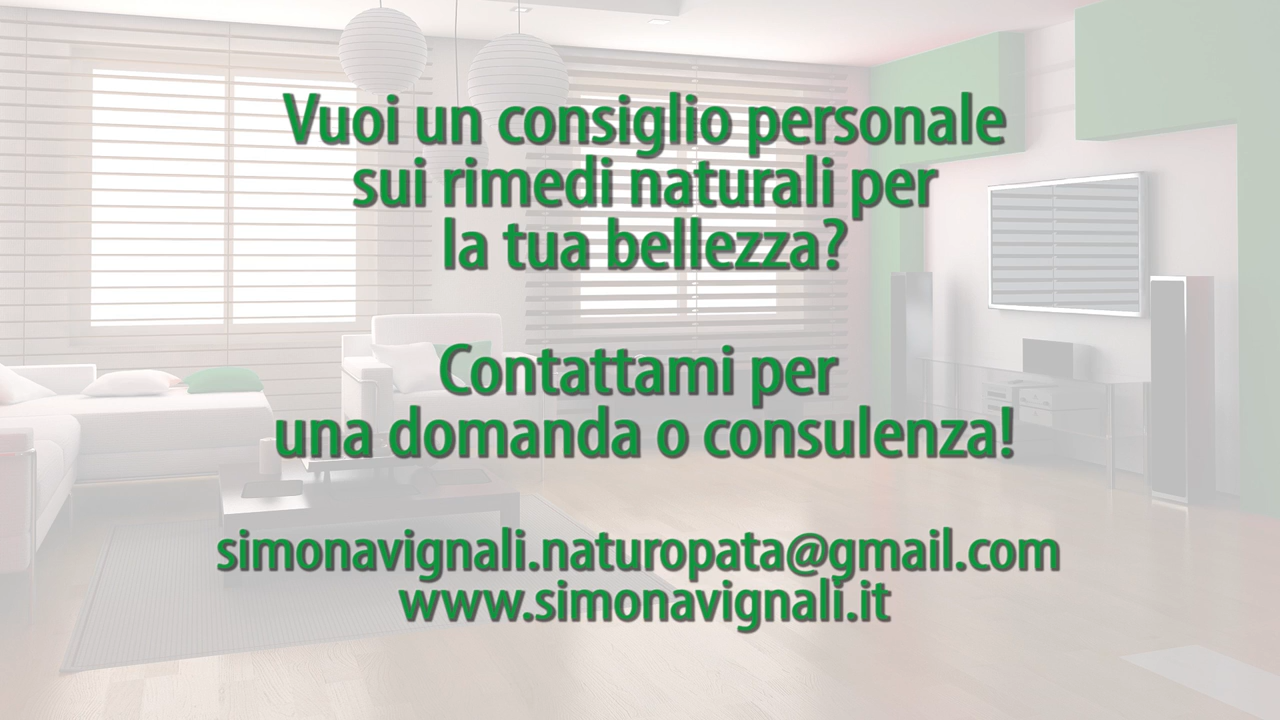 Vuoi un consiglio personale
sui rimedi naturali per
la tua bellezza?
Contattami per
una domanda o consulenza!
simonavignali.naturopata@gmail.com
www.simonavignali.it